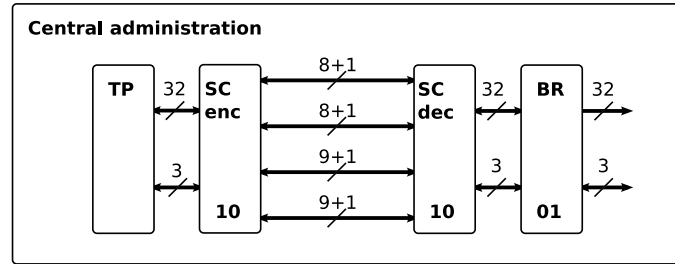 Central administration
8+1
TP 32 SC SC 32 BR 32
enc 8+1 dec
3 9+1 3 3
9+1
10 10 01